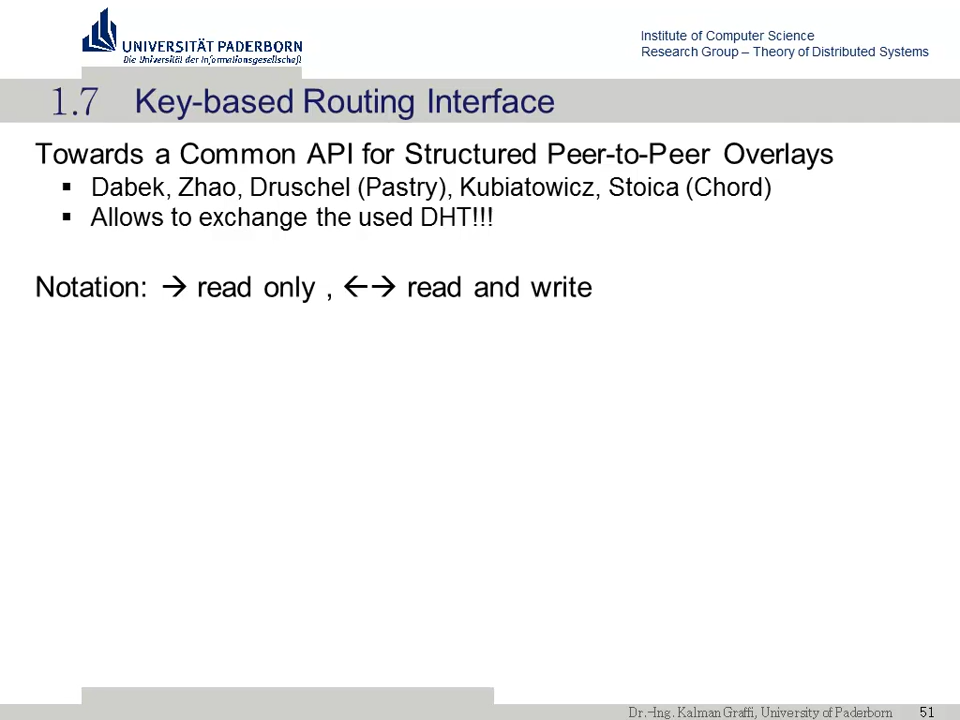 UNIVERSITÄT PADERBORN
Die Universität der Informationsgesellschaft
Institute of Computer Science
Research Group – Theory of Distributed Systems
1.7 Key-based Routing Interface
Towards a Common API for Structured Peer-to-Peer Overlays
▪ Dabek, Zhao, Druschel (Pastry), Kubiatowicz, Stoica (Chord)
▪ Allows to exchange the used DHT!!!
Notation: → read only , ←→ read and write
Dr.-Ing. Kalman Graffi, University of Paderborn 51